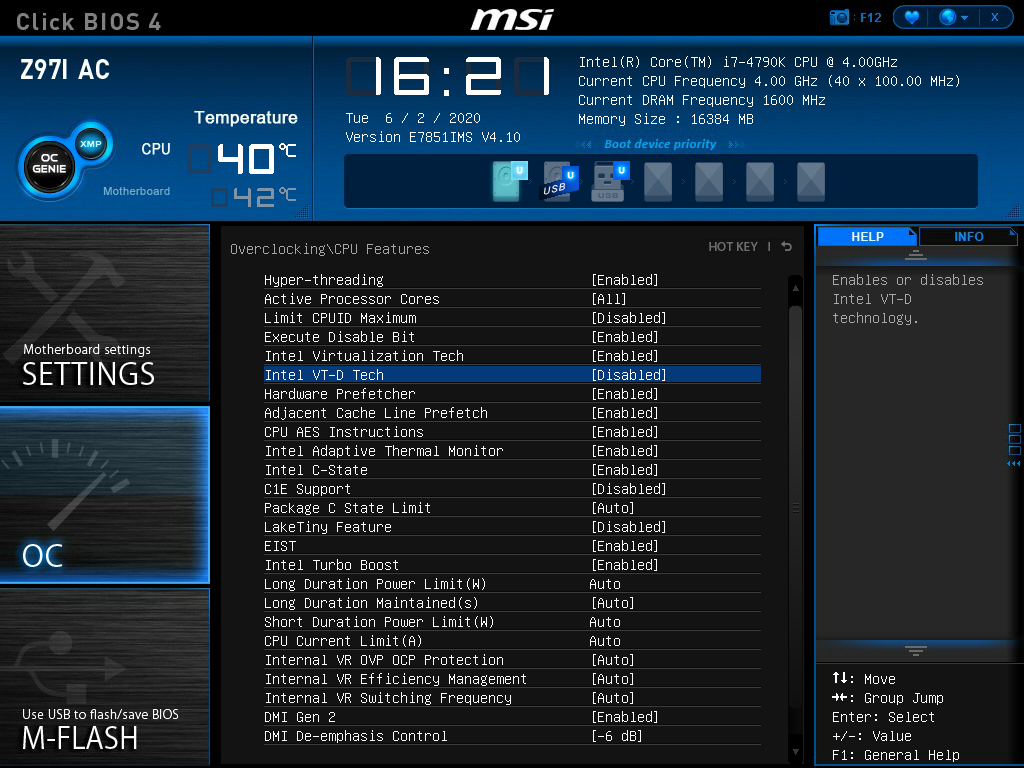 Click BIOS 4
msi
F12
X
Z97I AC
OC GENIE
XMP
Temperature
CPU 40°C
Motherboard 42°C
16:21
Tue 6 / 2 / 2020
Version E7851IMS V4.10
Intel(R) Core(TM) i7-4790K CPU @ 4.00GHz
Current CPU Frequency 4.00 GHz (40 x 100.00 MHz)
Current DRAM Frequency 1600 MHz
Memory Size : 16384 MB
Boot device priority
U
USB U
USB U
Motherboard settings
SETTINGS
OC
Use USB to flash/save BIOS
M-FLASH
Overclocking\CPU Features
HOT KEY |
Hyper-threading [Enabled]
Active Processor Cores [All]
Limit CPUID Maximum [Disabled]
Execute Disable Bit [Enabled]
Intel Virtualization Tech [Enabled]
Intel VT-D Tech [Disabled]
Hardware Prefetcher [Enabled]
Adjacent Cache Line Prefetch [Enabled]
CPU AES Instructions [Enabled]
Intel Adaptive Thermal Monitor [Enabled]
Intel C-State [Enabled]
C1E Support [Disabled]
Package C State Limit [Auto]
LakeTiny Feature [Disabled]
EIST [Enabled]
Intel Turbo Boost [Enabled]
Long Duration Power Limit(W) Auto
Long Duration Maintained(s) [Auto]
Short Duration Power Limit(W) Auto
CPU Current Limit(A) Auto
Internal VR OVP OCP Protection [Auto]
Internal VR Efficiency Management [Auto]
Internal VR Switching Frequency [Auto]
DMI Gen 2 [Enabled]
DMI De-emphasis Control [-6 dB]
HELP
INFO
Enables or disables
Intel VT-D
technology.
↑↓: Move
→←: Group Jump
Enter: Select
+/-: Value
F1: General Help